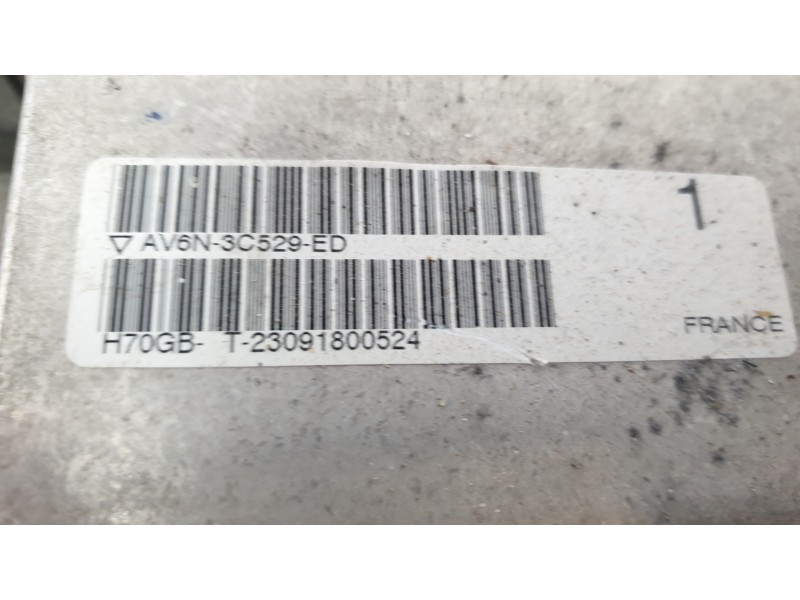 1
▽ AV6N-3C529-ED
H70GB- T-23091800524
FRANCE